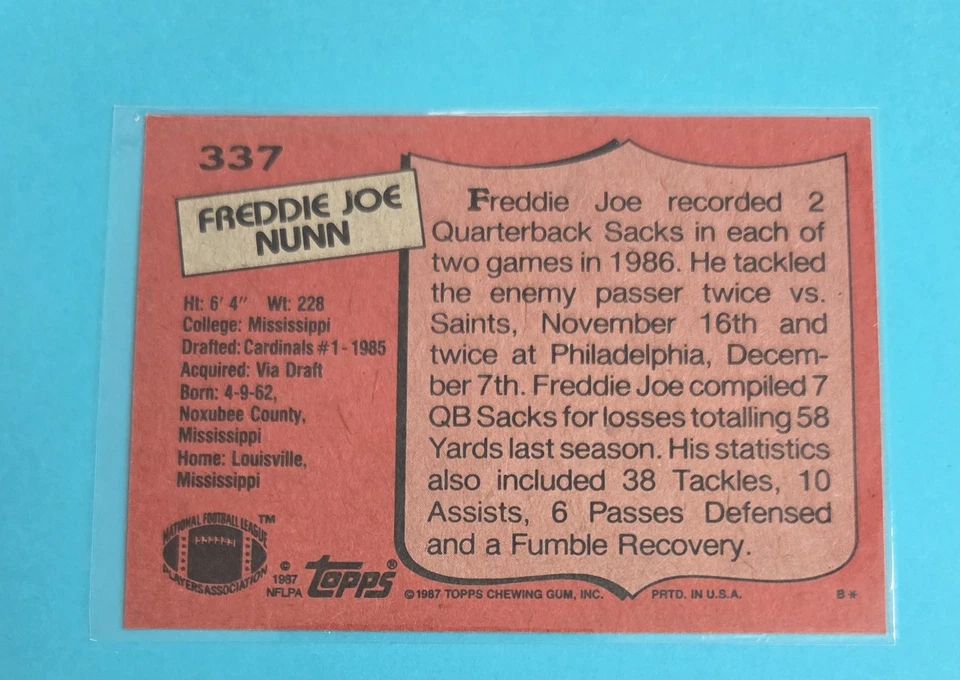 337
FREDDIE JOE
NUNN
Ht: 6' 4" Wt: 228
College: Mississippi
Drafted: Cardinals #1-1985
Acquired: Via Draft
Born: 4-9-62,
Noxubee County,
Mississippi
Home: Louisville,
Mississippi
NATIONAL FOOTBALL LEAGUE
PLAYERS ASSOCIATION
TM
©
1987
NFLPA
TOPPS®
Freddie Joe recorded 2
Quarterback Sacks in each of
two games in 1986. He tackled
the enemy passer twice vs.
Saints, November 16th and
twice at Philadelphia, Decem-
ber 7th. Freddie Joe compiled 7
QB Sacks for losses totalling 58
Yards last season. His statistics
also included 38 Tackles, 10
Assists, 6 Passes Defensed
and a Fumble Recovery.
©1987 TOPPS CHEWING GUM, INC. PRTD. IN U.S.A. B*